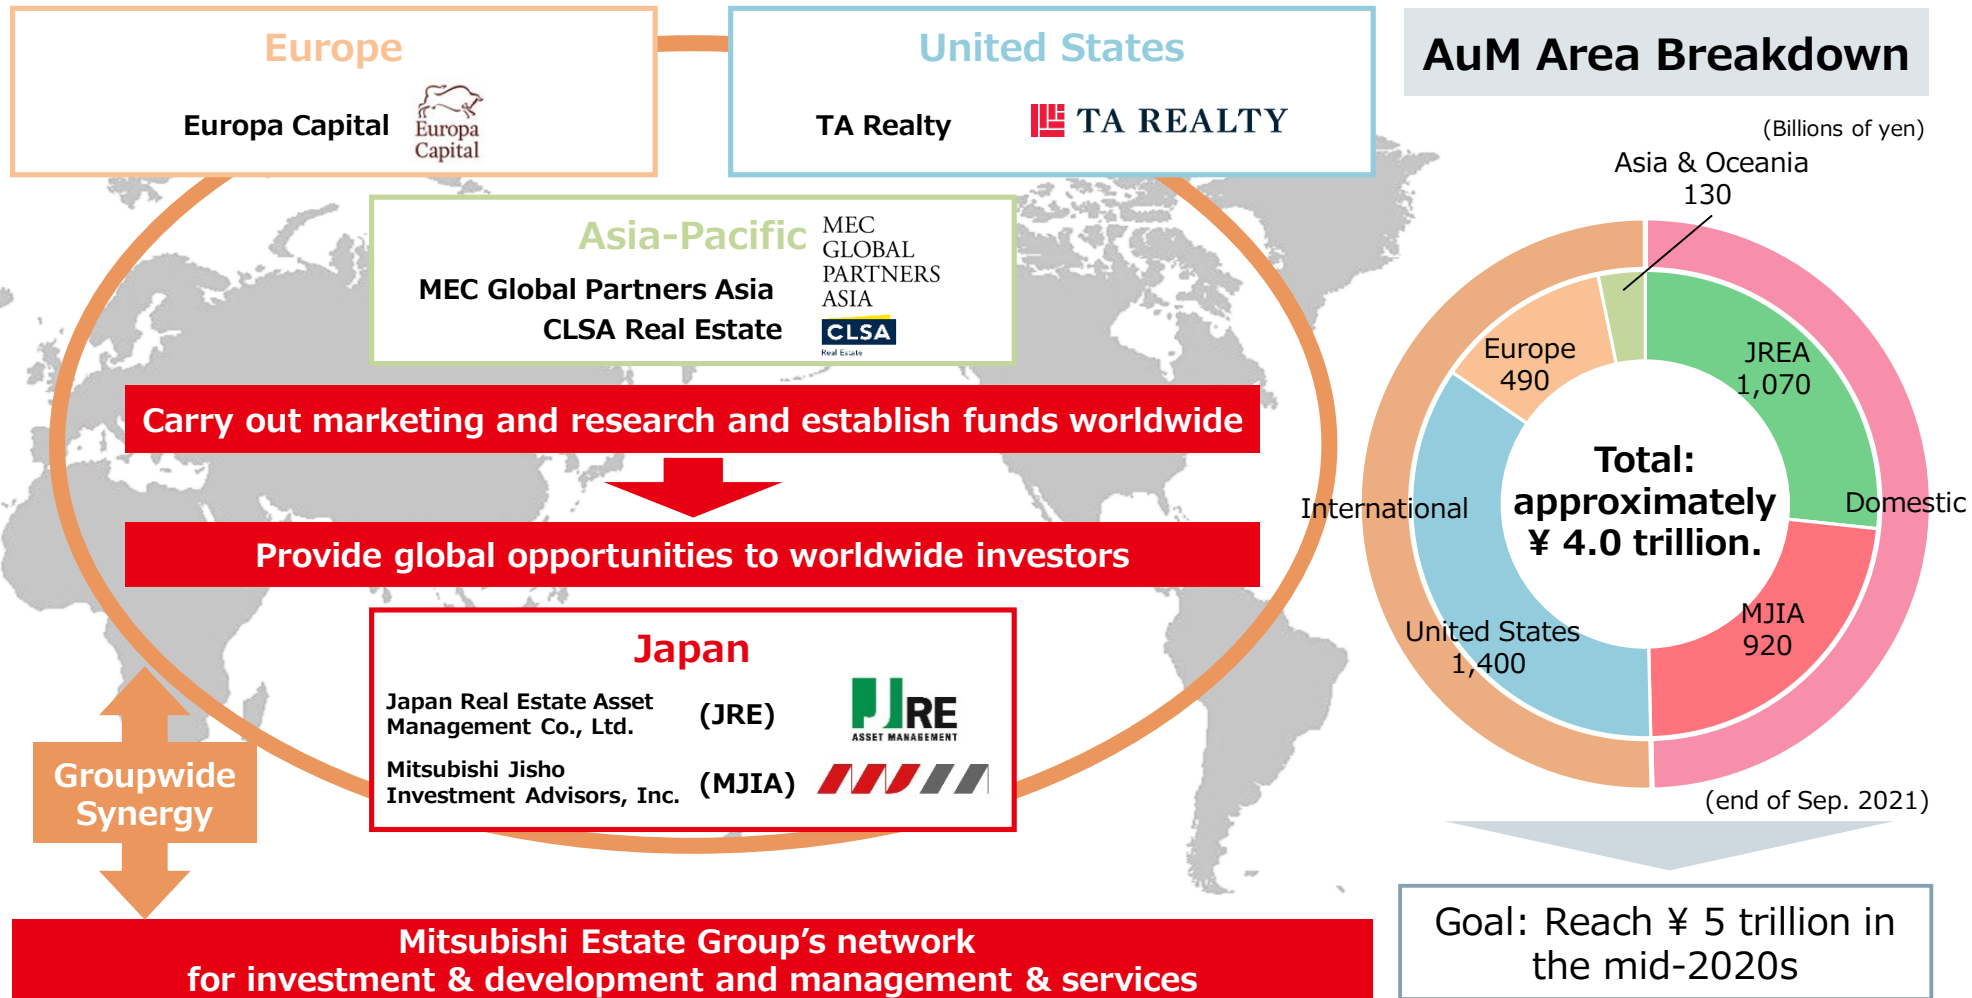 Europe
Europa Capital
Europa
Capital
United States
TA Realty
TA REALTY
Asia-Pacific
MEC Global Partners Asia
CLSA Real Estate
MEC
GLOBAL
PARTNERS
ASIA
CLSA
Real Estate
Carry out marketing and research and establish funds worldwide
Provide global opportunities to worldwide investors
Japan
Japan Real Estate Asset
Management Co., Ltd.
(JRE)
JRE
ASSET MANAGEMENT
Mitsubishi Jisho
Investment Advisors, Inc.
(MJIA)
Groupwide
Synergy
Mitsubishi Estate Group’s network
for investment & development and management & services
AuM Area Breakdown
(Billions of yen)
Asia & Oceania
130
Europe
490
JREA
1,070
International
Total:
approximately
¥ 4.0 trillion.
Domestic
United States
1,400
MJIA
920
(end of Sep. 2021)
Goal: Reach ¥ 5 trillion in
the mid-2020s